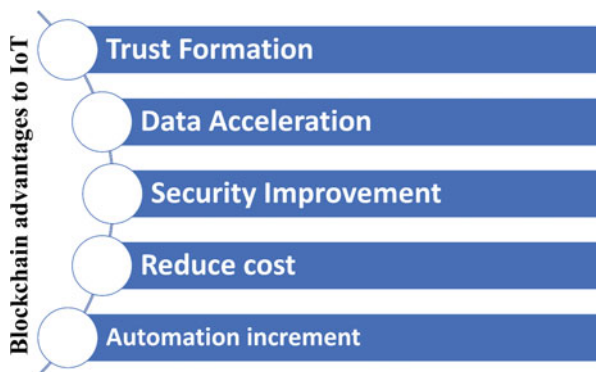 Blockchain advantages to IoT
Trust Formation
Data Acceleration
Security Improvement
Reduce cost
Automation increment